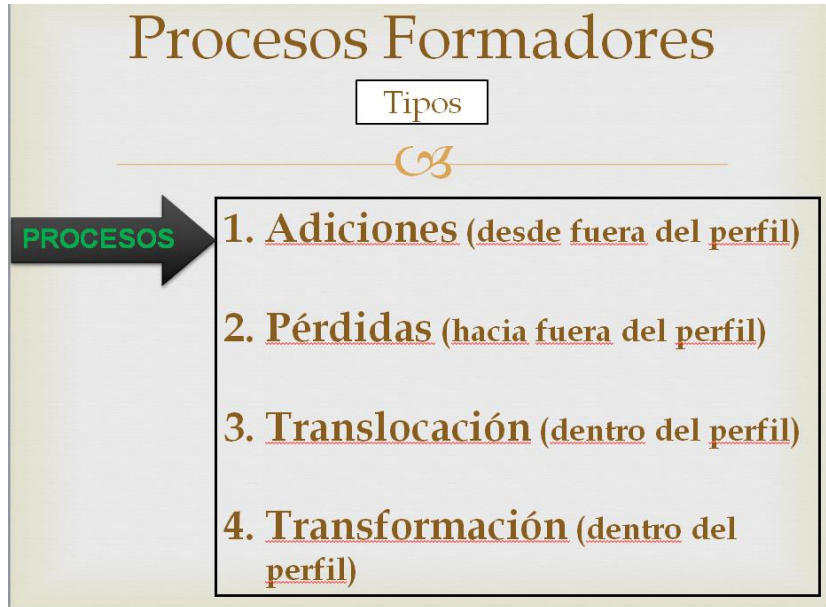 Procesos Formadores
Tipos
PROCESOS
1. Adiciones (desde fuera del perfil)
2. Pérdidas (hacia fuera del perfil)
3. Translocación (dentro del perfil)
4. Transformación (dentro del
perfil)